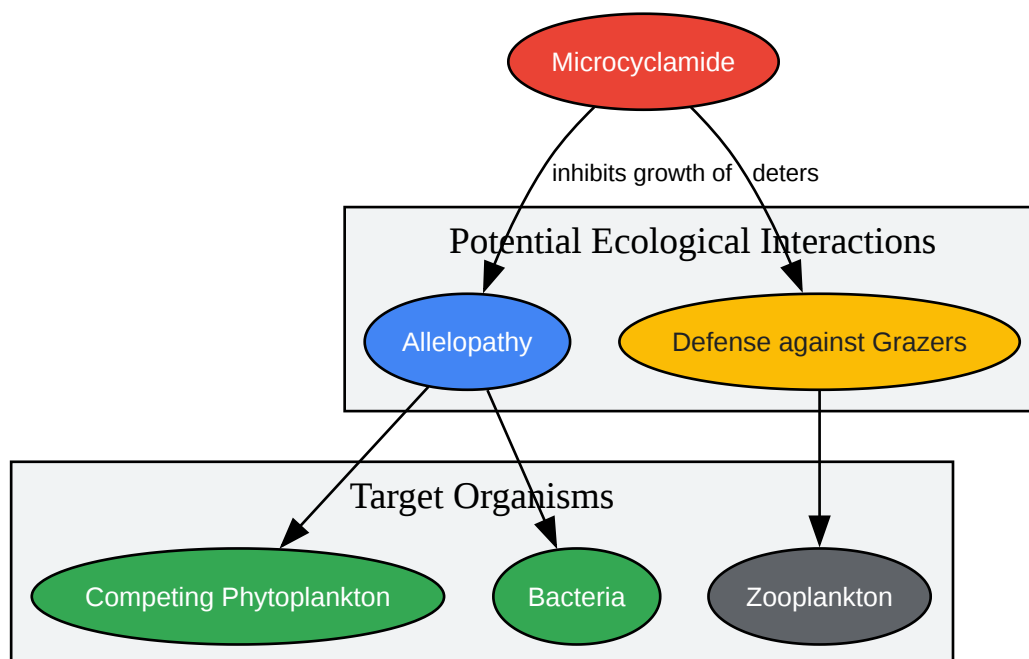 Microcyclamide
inhibits growth of
deters
Potential Ecological Interactions
Allelopathy
Defense against Grazers
Target Organisms
Competing Phytoplankton
Bacteria
Zooplankton